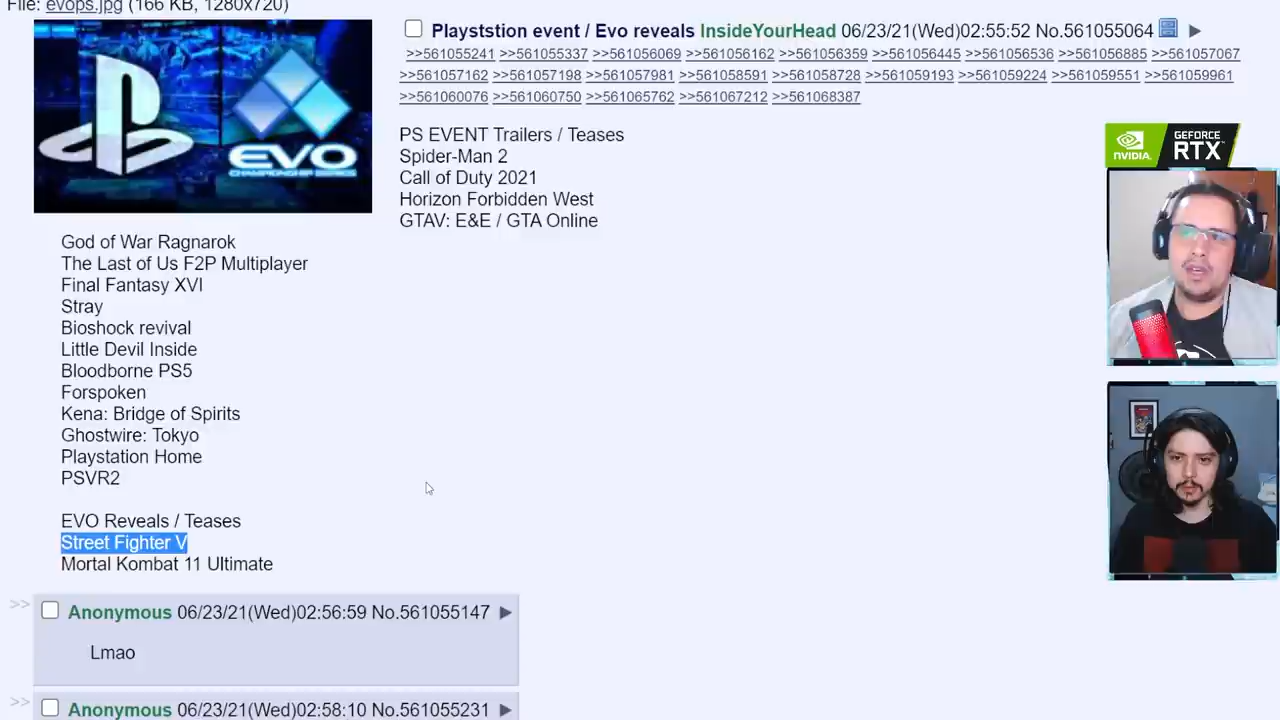 File: evops.jpg (166 KB, 1280x720)
EVO
CHAMPIONSHIP SERIES
Playststion event / Evo reveals InsideYourHead 06/23/21(Wed)02:55:52 No.561055064
>>561055241 >>561055337 >>561056069 >>561056162 >>561056359 >>561056445 >>561056536 >>561056885 >>561057067
>>561057162 >>561057198 >>561057981 >>561058591 >>561058728 >>561059193 >>561059224 >>561059551 >>561059961
>>561060076 >>561060750 >>561065762 >>561067212 >>561068387
PS EVENT Trailers / Teases
Spider-Man 2
Call of Duty 2021
Horizon Forbidden West
GTAV: E&E / GTA Online
God of War Ragnarok
The Last of Us F2P Multiplayer
Final Fantasy XVI
Stray
Bioshock revival
Little Devil Inside
Bloodborne PS5
Forspoken
Kena: Bridge of Spirits
Ghostwire: Tokyo
Playstation Home
PSVR2
EVO Reveals / Teases
Street Fighter V
Mortal Kombat 11 Ultimate
NVIDIA
GEFORCE
RTX
>>
Anonymous 06/23/21(Wed)02:56:59 No.561055147
Lmao
>>
Anonymous 06/23/21(Wed)02:58:10 No.561055231